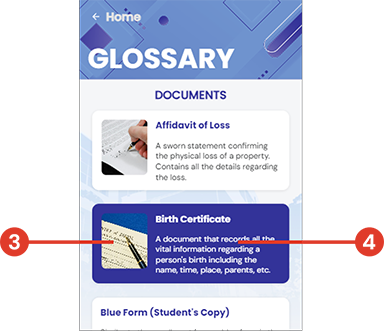 ← Home
GLOSSARY
DOCUMENTS
Affidavit of Loss
A sworn statement confirming
the physical loss of a property.
Contains all the details regarding
the loss.
Birth Certificate
3
4
A document that records all the
vital information regarding a
person's birth including the
name, time, place, parents, etc.
Blue Form (Student's Copy)